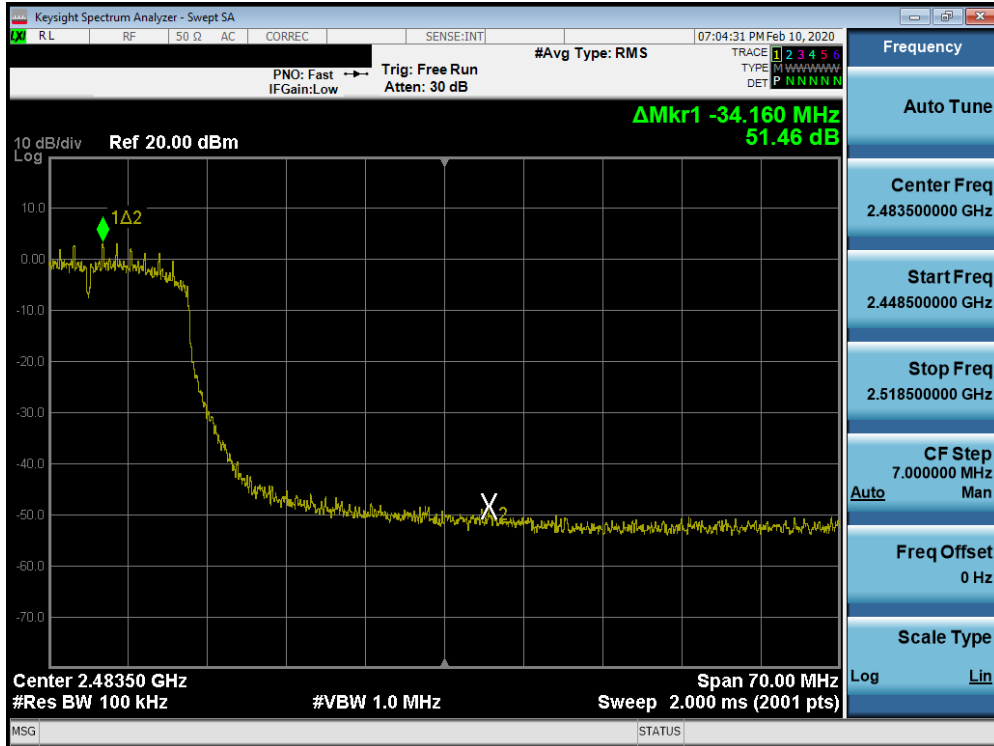 Keysight Spectrum Analyzer - Swept SA
LXI RL RF 50 Ω AC CORREC SENSE:INT 07:04:31 PM Feb 10, 2020
#Avg Type: RMS TRACE 1 2 3 4 5 6
PNO: Fast Trig: Free Run TYPE M WWWWW
IFGain:Low Atten: 30 dB DET P N N N N N
ΔMkr1 -34.160 MHz
51.46 dB
10 dB/div Ref 20.00 dBm
Log
10.0
1Δ2
0.00
-10.0
-20.0
-30.0
-40.0
-50.0
X 2
-60.0
-70.0
Center 2.48350 GHz Span 70.00 MHz
#Res BW 100 kHz #VBW 1.0 MHz Sweep 2.000 ms (2001 pts)
MSG STATUS
Frequency
Auto Tune
Center Freq
2.483500000 GHz
Start Freq
2.448500000 GHz
Stop Freq
2.518500000 GHz
CF Step
7.000000 MHz
Auto Man
Freq Offset
0 Hz
Scale Type
Log Lin